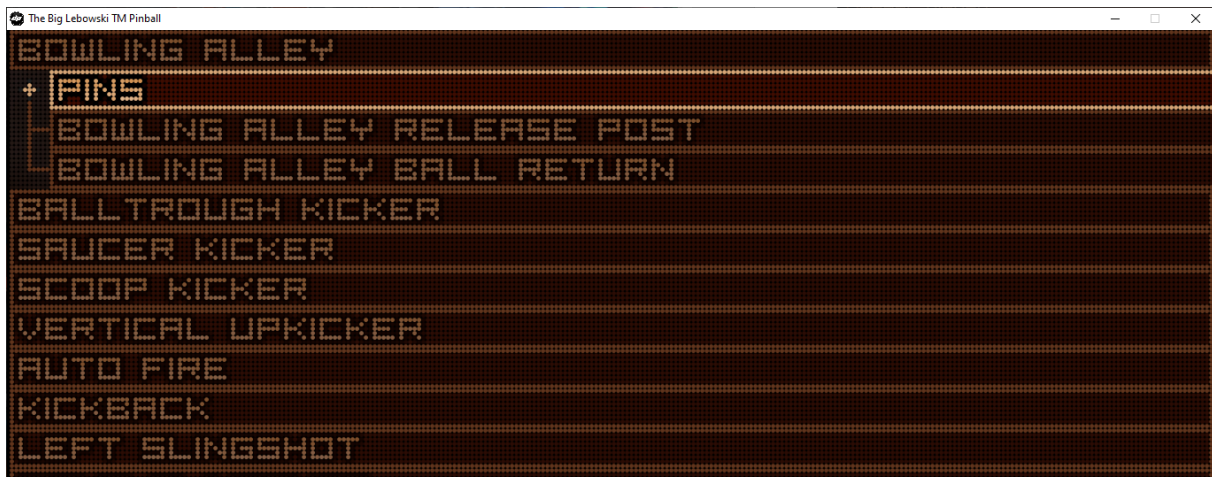 The Big Lebowski TM Pinball
BOWLING ALLEY
PINS
BOWLING ALLEY RELEASE POST
BOWLING ALLEY BALL RETURN
BALLTROUGH KICKER
SAUCER KICKER
SCOOP KICKER
VERTICAL UPKICKER
AUTO FIRE
KICKBACK
LEFT SLINGSHOT